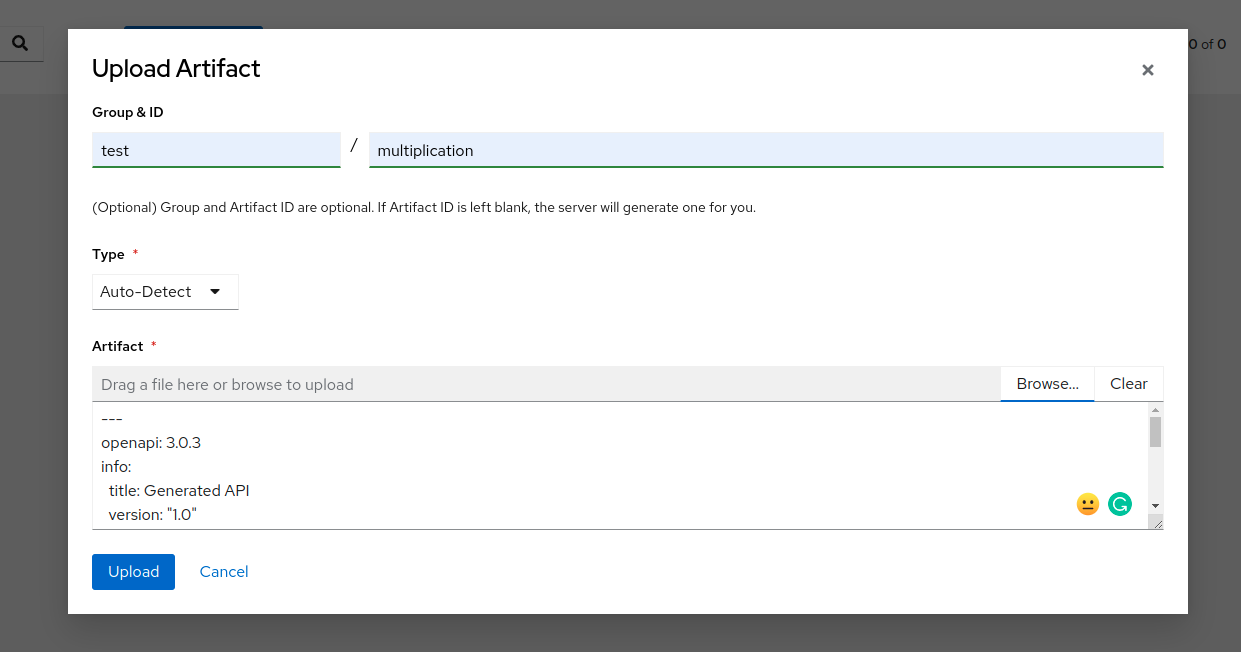 0 of 0
Upload Artifact
Group & ID
test / multiplication
(Optional) Group and Artifact ID are optional. If Artifact ID is left blank, the server will generate one for you.
Type *
Auto-Detect
Artifact *
Drag a file here or browse to upload Browse... Clear
---
openapi: 3.0.3
info:
title: Generated API
version: "1.0"
Upload Cancel